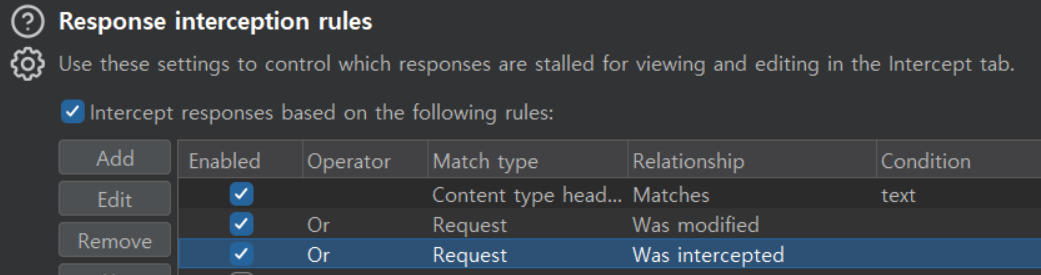 Response interception rules
Use these settings to control which responses are stalled for viewing and editing in the Intercept tab.
Intercept responses based on the following rules:
Add
Enabled Operator Match type Relationship Condition
Content type head... Matches text
Edit
Or Request Was modified
Remove
Or Request Was intercepted